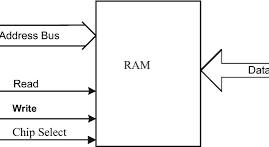 Address Bus
RAM
Data
Read
Write
Chip Select